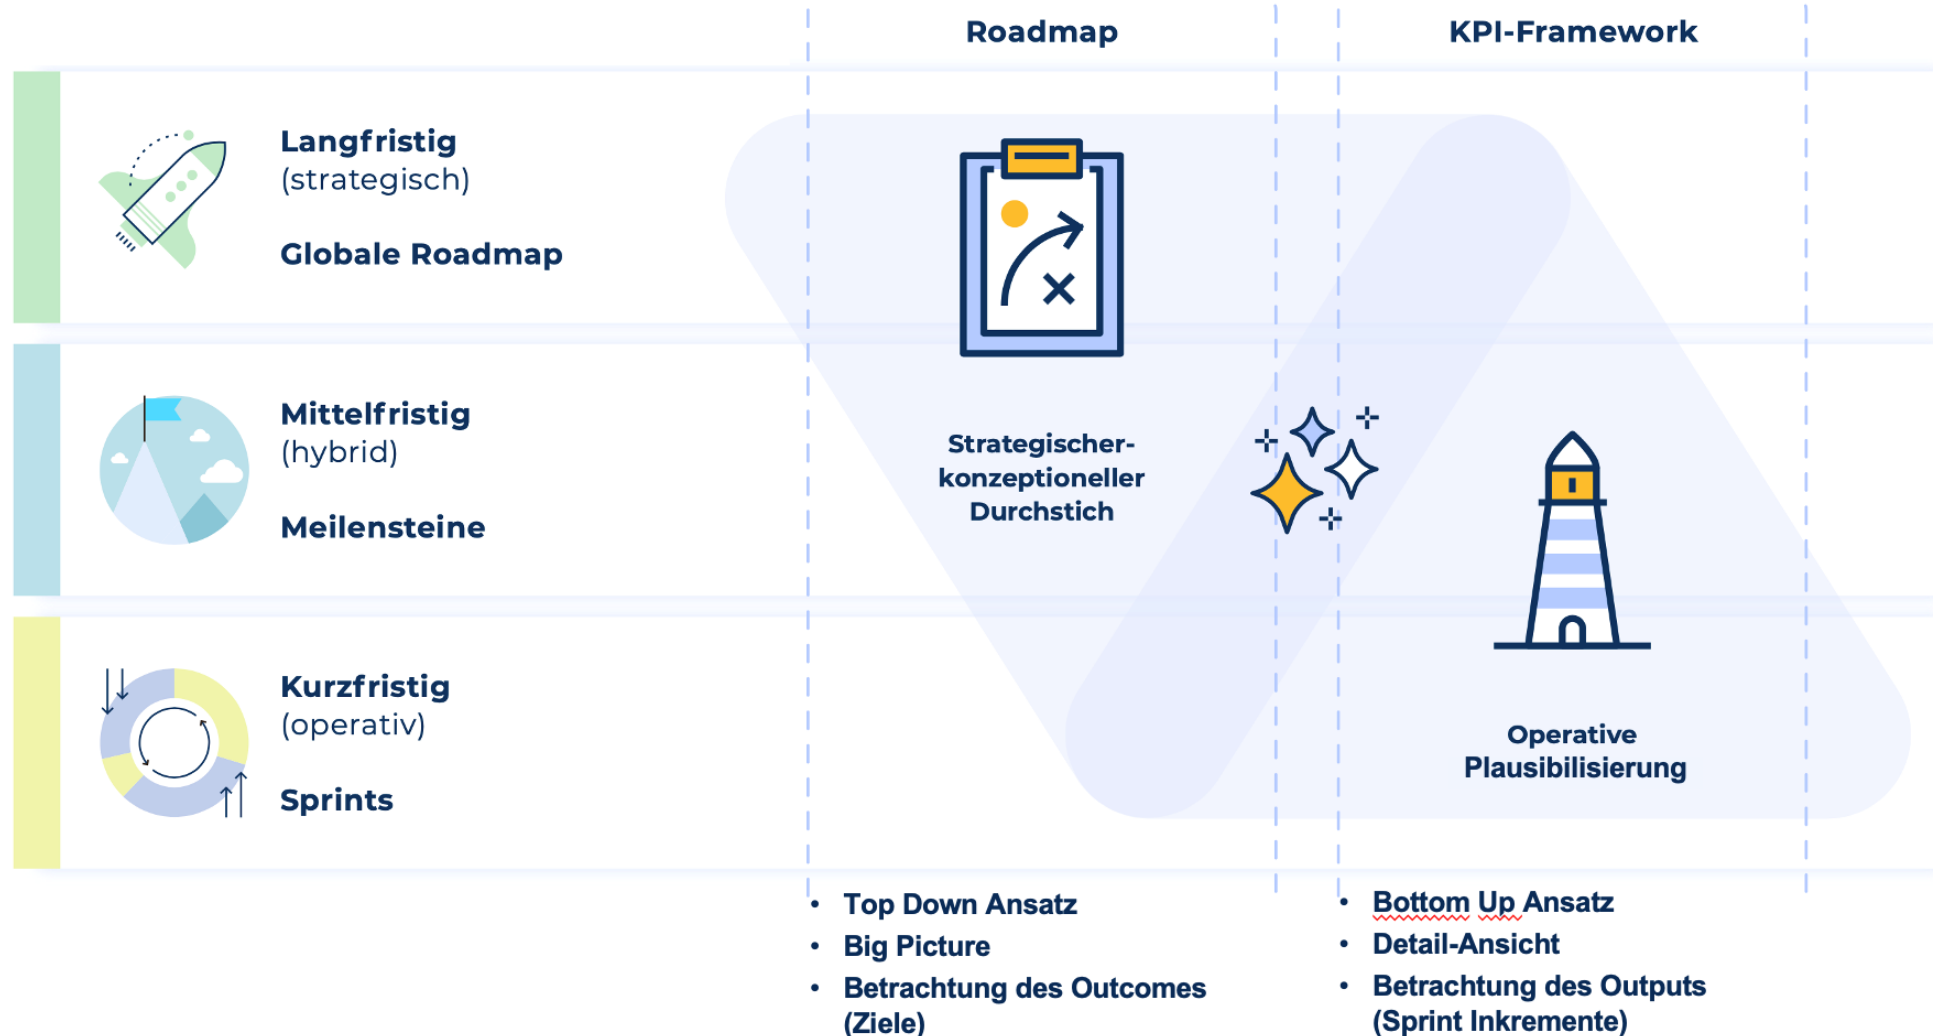 Roadmap
KPI-Framework
Langfristig
(strategisch)
Globale Roadmap
Mittelfristig
(hybrid)
Meilensteine
Strategischer-
konzeptioneller
Durchstich
Kurzfristig
(operativ)
Sprints
Operative
Plausibilisierung
• Top Down Ansatz
• Big Picture
• Betrachtung des Outcomes
(Ziele)
• Bottom Up Ansatz
• Detail-Ansicht
• Betrachtung des Outputs
(Sprint Inkremente)